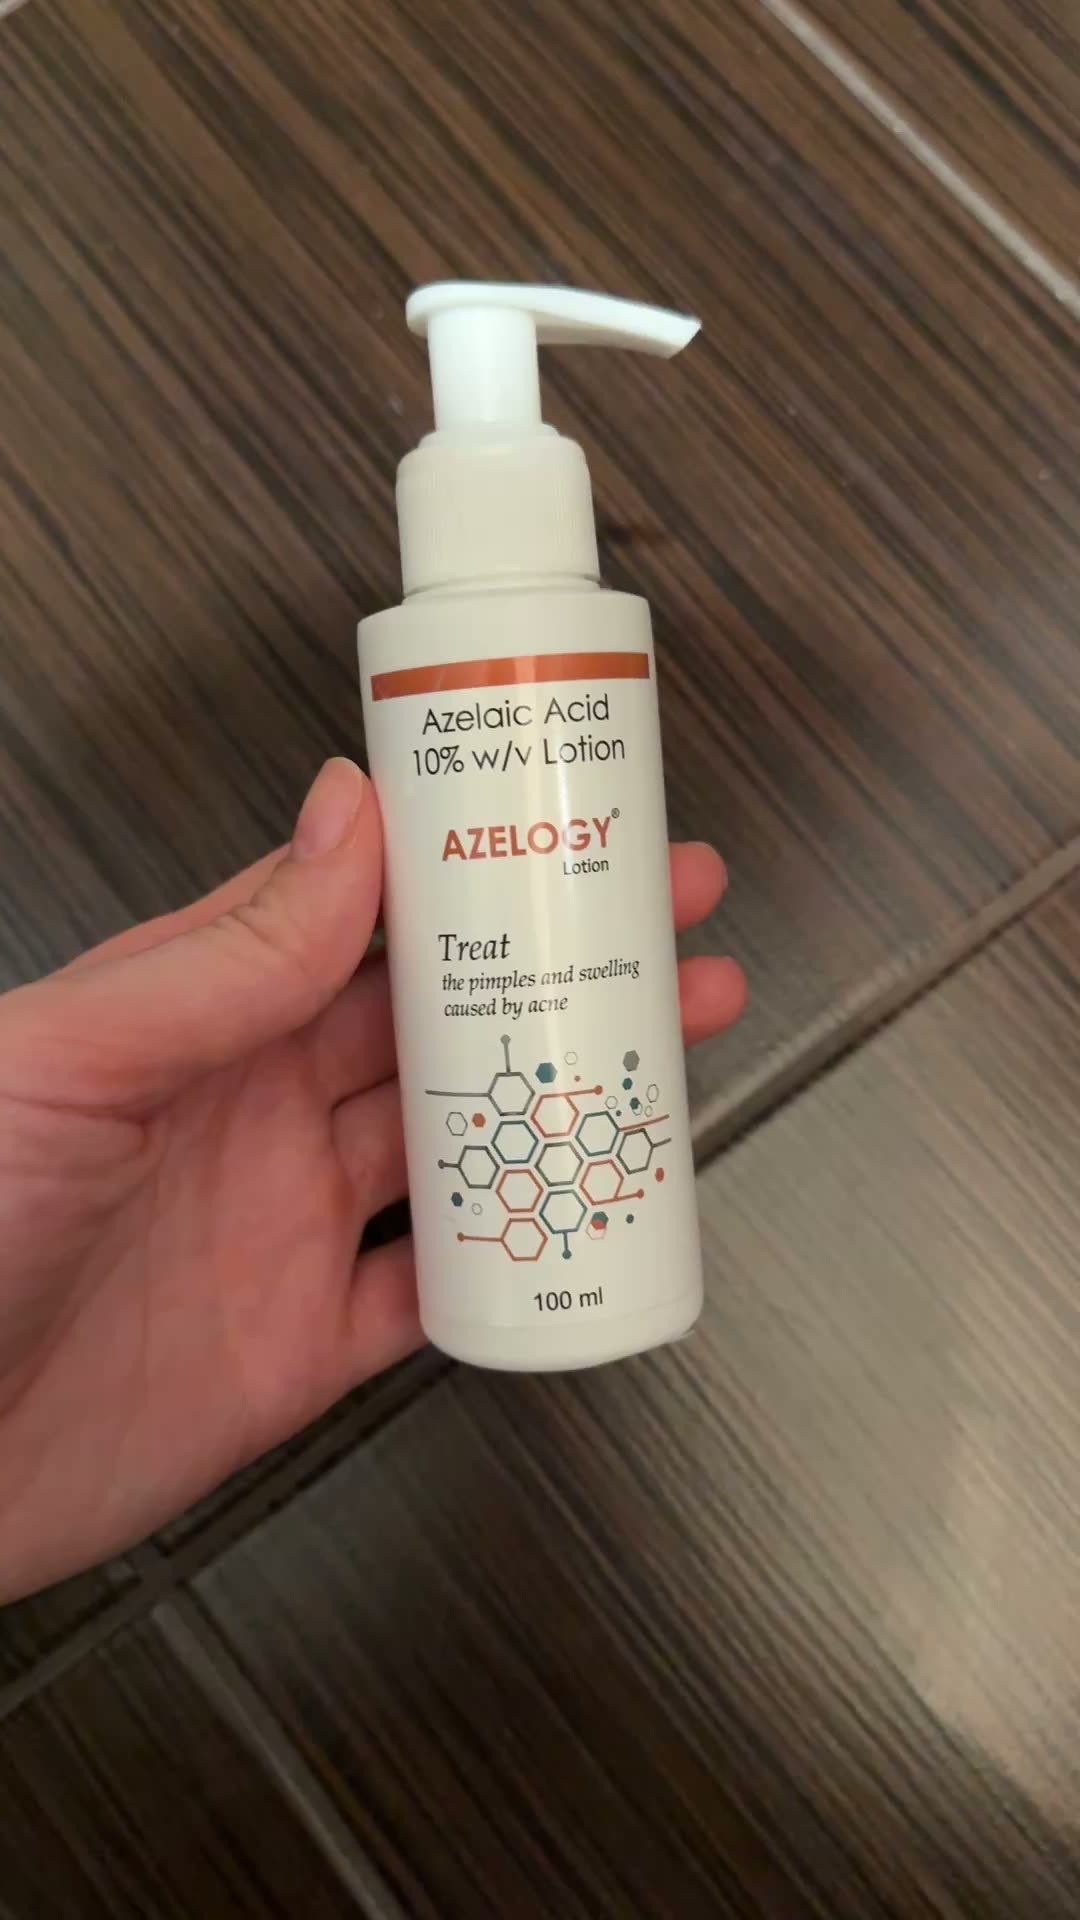 Azelaic Acid
10% w/v Lotion
AZELOGY®
Lotion
Treat
the pimples and swelling
caused by acne
100 ml